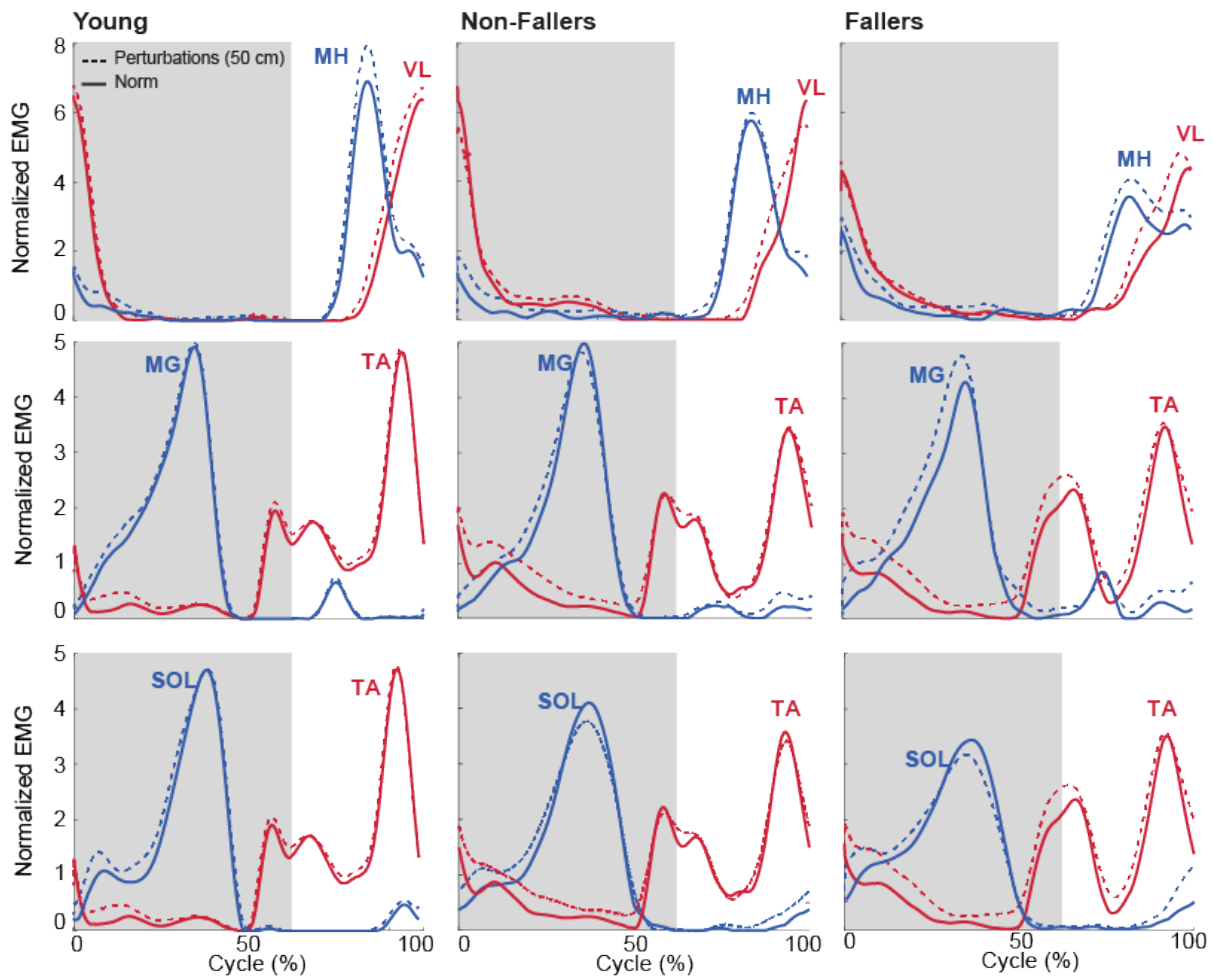 Young Non-Fallers Fallers
Perturbations (50 cm)
Norm
Normalized EMG
8
6
4
2
0
MH
VL
MH
VL
MH
VL
Normalized EMG
5
4
3
2
1
0
MG
TA
MG
TA
MG
TA
Normalized EMG
5
4
3
2
1
0
SOL
TA
SOL
TA
SOL
TA
0 50 100 0 50 100 0 50 100
Cycle (%) Cycle (%) Cycle (%)